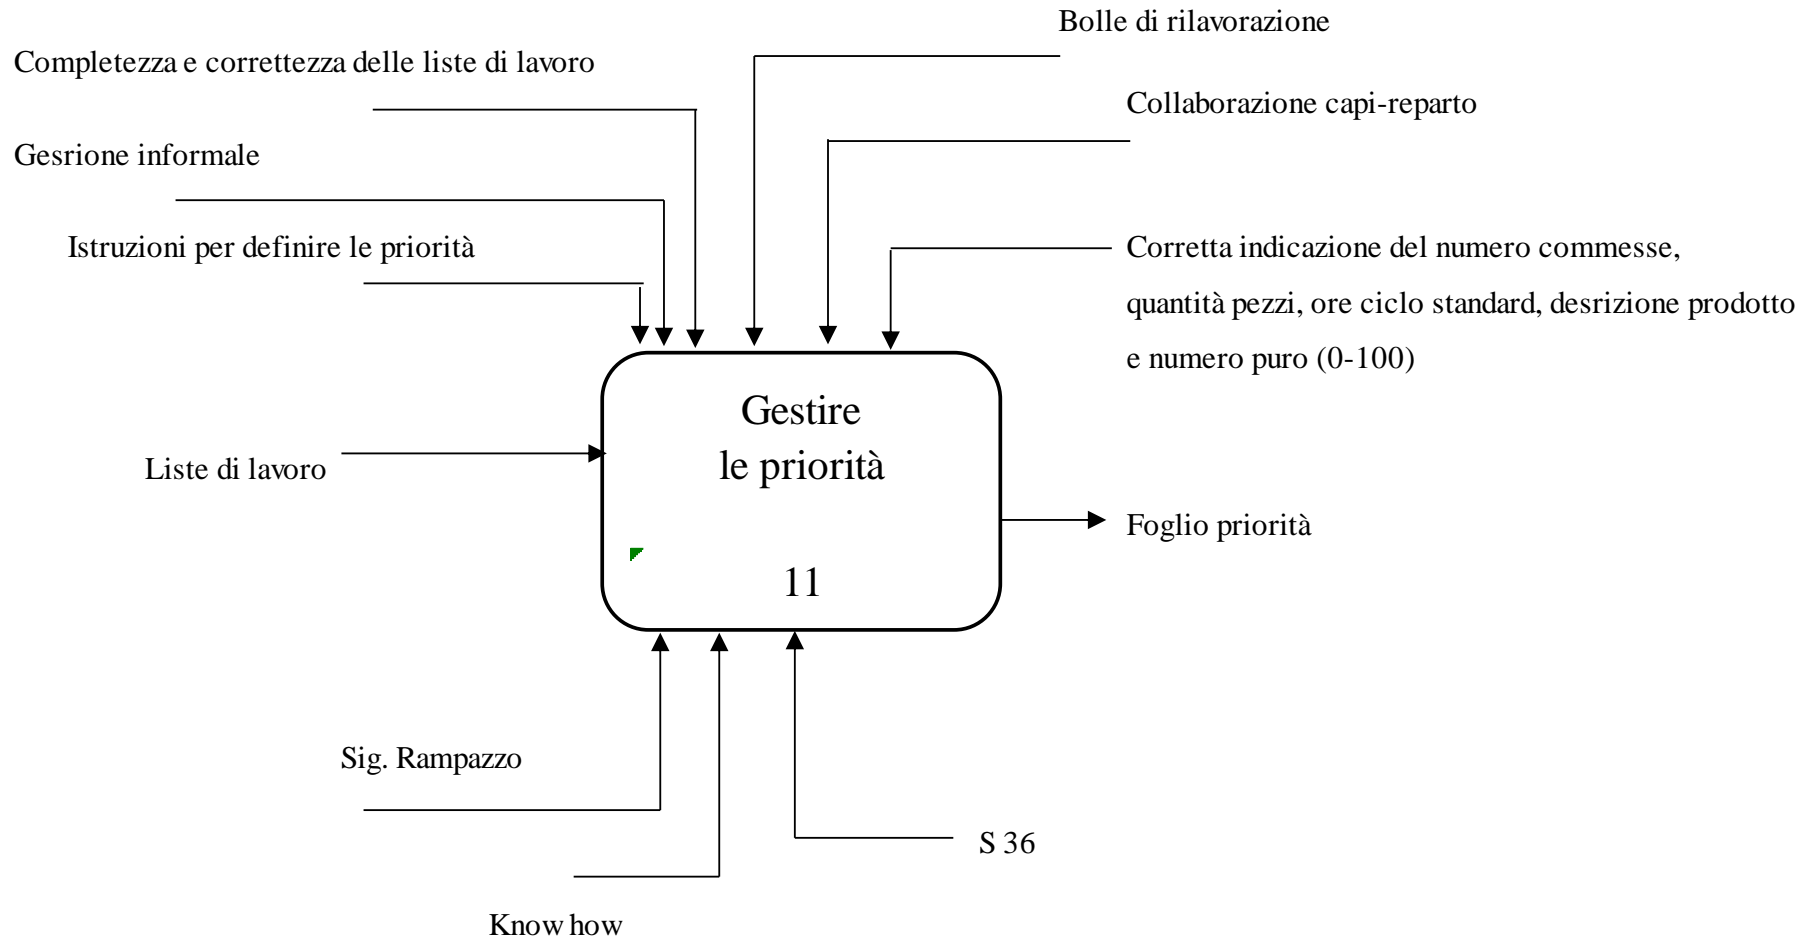 Bolle di rilavorazione
Completezza e correttezza delle liste di lavoro
Collaborazione capi-reparto
Gesrione informale
Istruzioni per definire le priorità
Corretta indicazione del numero commesse,
quantità pezzi, ore ciclo standard, desrizione prodotto
e numero puro (0-100)
Gestire
le priorità
Liste di lavoro
Foglio priorità
11
Sig. Rampazzo
S 36
Know how